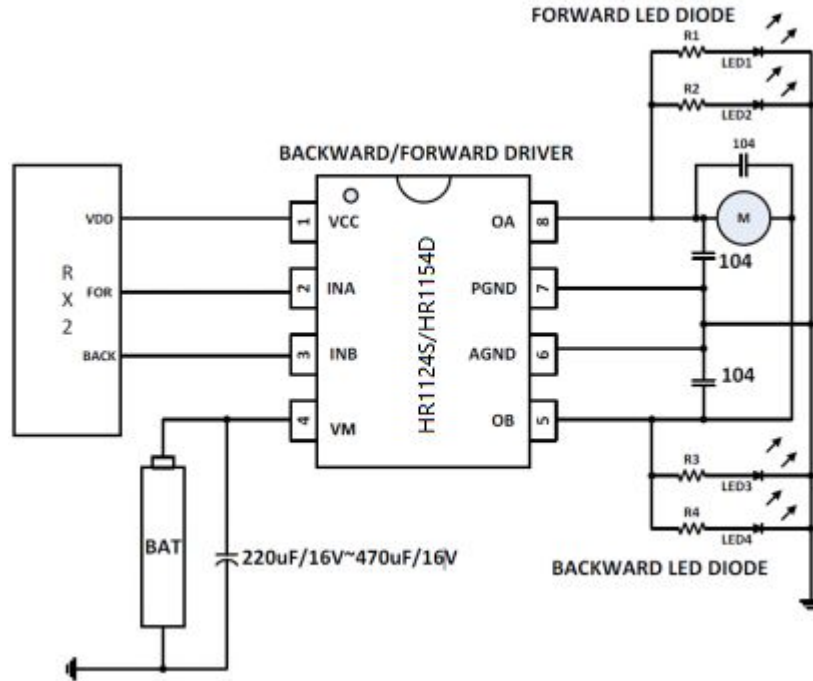 FORWARD LED DIODE
R1
LED1
R2
LED2
104
BACKWARD/FORWARD DRIVER
M
VDD
1
VCC
OA
8
104
RX2
HR1124S/HR1154D
FOR
2
INA
PGND
7
BACK
3
INB
AGND
6
104
4
VM
OB
5
R3
LED3
R4
LED4
BAT
220uF/16V~470uF/16V
BACKWARD LED DIODE